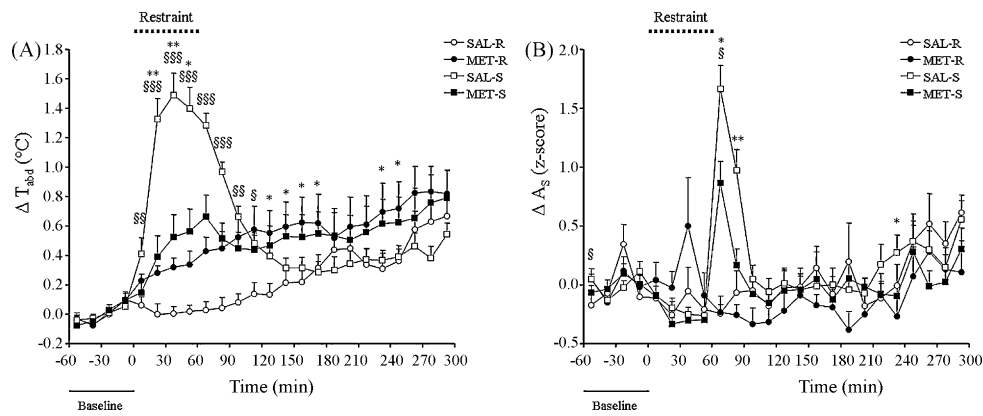 Restraint
(A)
SAL-R
MET-R
SAL-S
MET-S
1.8
1.6
1.4
1.2
1.0
0.8
0.6
0.4
0.2
0.0
-0.2
Δ Tabd (°C)
§§
** §§§
** §§§
* §§§
§§§
§§§
§§
§
*
*
*
*
*
*
-60 -30 0 30 60 90 120 150 180 210 240 270 300
Time (min)
Baseline
Restraint
(B)
SAL-R
MET-R
SAL-S
MET-S
2.0
1.5
1.0
0.5
0.0
-0.5
Δ AS (z-score)
§
* §
**
*
-60 -30 0 30 60 90 120 150 180 210 240 270 300
Time (min)
Baseline